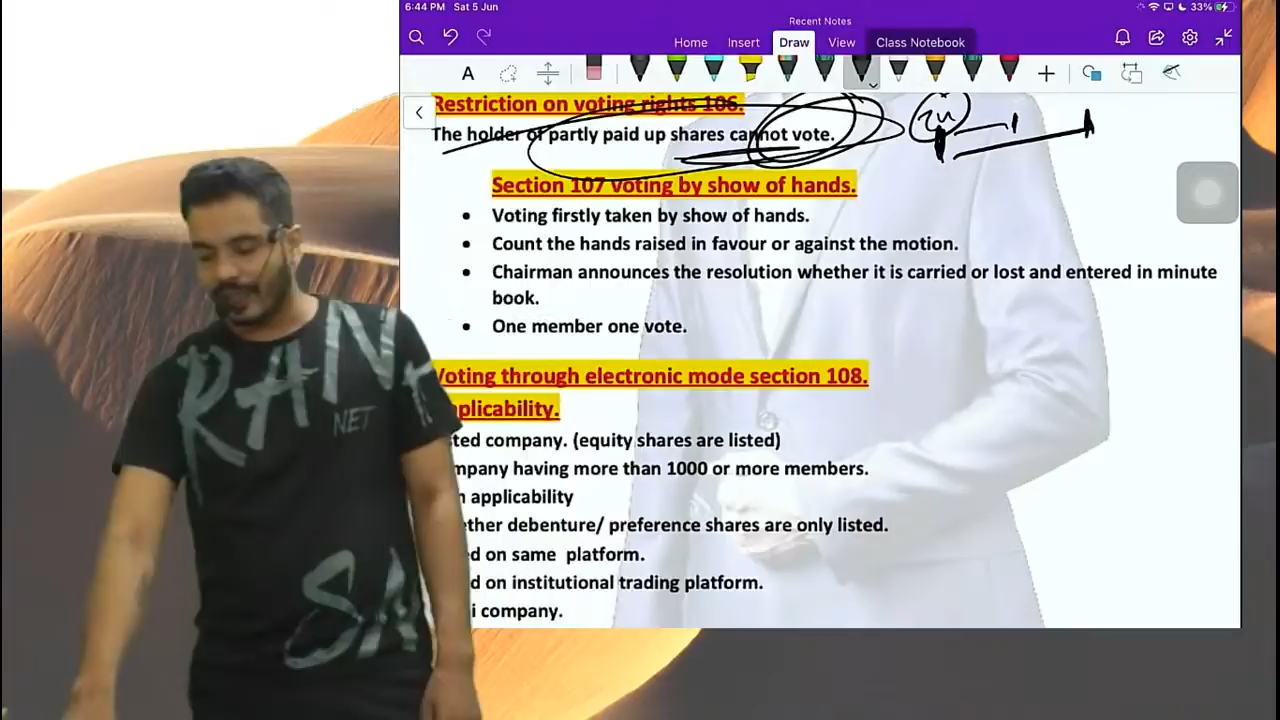 6:44 PM Sat 5 Jun
33%
Recent Notes
Home Insert Draw View Class Notebook
A
Restriction on voting rights 106.
The holder of partly paid up shares cannot vote.
Section 107 voting by show of hands.
• Voting firstly taken by show of hands.
• Count the hands raised in favour or against the motion.
• Chairman announces the resolution whether it is carried or lost and entered in minute
book.
• One member one vote.
Voting through electronic mode section 108.
pplicability.
ted company. (equity shares are listed)
mpany having more than 1000 or more members.
applicability
ether debenture/ preference shares are only listed.
d on same platform.
d on institutional trading platform.
i company.
RAN
NET
SA